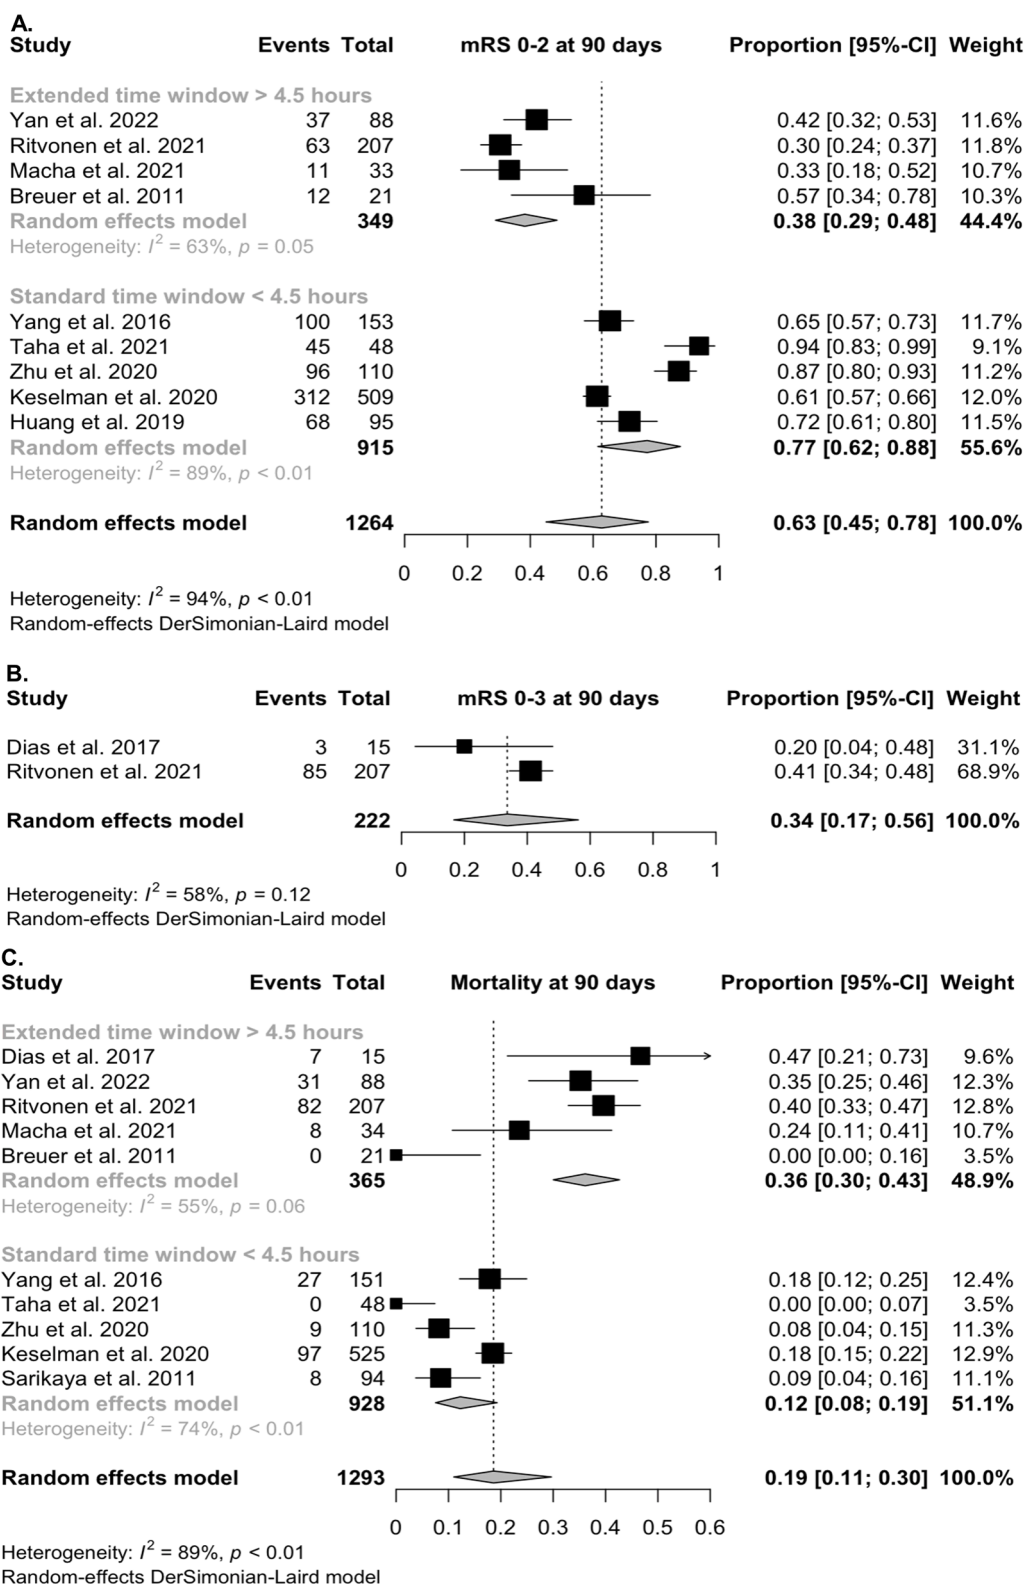 A.
Study Events Total mRS 0-2 at 90 days Proportion [95%-CI] Weight
Extended time window > 4.5 hours
Yan et al. 2022 37 88 0.42 [0.32; 0.53] 11.6%
Ritvonen et al. 2021 63 207 0.30 [0.24; 0.37] 11.8%
Macha et al. 2021 11 33 0.33 [0.18; 0.52] 10.7%
Breuer et al. 2011 12 21 0.57 [0.34; 0.78] 10.3%
Random effects model 349 0.38 [0.29; 0.48] 44.4%
Heterogeneity: I² = 63%, p = 0.05
Standard time window < 4.5 hours
Yang et al. 2016 100 153 0.65 [0.57; 0.73] 11.7%
Taha et al. 2021 45 48 0.94 [0.83; 0.99] 9.1%
Zhu et al. 2020 96 110 0.87 [0.80; 0.93] 11.2%
Keselman et al. 2020 312 509 0.61 [0.57; 0.66] 12.0%
Huang et al. 2019 68 95 0.72 [0.61; 0.80] 11.5%
Random effects model 915 0.77 [0.62; 0.88] 55.6%
Heterogeneity: I² = 89%, p < 0.01
Random effects model 1264 0.63 [0.45; 0.78] 100.0%
0 0.2 0.4 0.6 0.8 1
Heterogeneity: I² = 94%, p < 0.01
Random-effects DerSimonian-Laird model
B.
Study Events Total mRS 0-3 at 90 days Proportion [95%-CI] Weight
Dias et al. 2017 3 15 0.20 [0.04; 0.48] 31.1%
Ritvonen et al. 2021 85 207 0.41 [0.34; 0.48] 68.9%
Random effects model 222 0.34 [0.17; 0.56] 100.0%
0 0.2 0.4 0.6 0.8 1
Heterogeneity: I² = 58%, p = 0.12
Random-effects DerSimonian-Laird model
C.
Study Events Total Mortality at 90 days Proportion [95%-CI] Weight
Extended time window > 4.5 hours
Dias et al. 2017 7 15 0.47 [0.21; 0.73] 9.6%
Yan et al. 2022 31 88 0.35 [0.25; 0.46] 12.3%
Ritvonen et al. 2021 82 207 0.40 [0.33; 0.47] 12.8%
Macha et al. 2021 8 34 0.24 [0.11; 0.41] 10.7%
Breuer et al. 2011 0 21 0.00 [0.00; 0.16] 3.5%
Random effects model 365 0.36 [0.30; 0.43] 48.9%
Heterogeneity: I² = 55%, p = 0.06
Standard time window < 4.5 hours
Yang et al. 2016 27 151 0.18 [0.12; 0.25] 12.4%
Taha et al. 2021 0 48 0.00 [0.00; 0.07] 3.5%
Zhu et al. 2020 9 110 0.08 [0.04; 0.15] 11.3%
Keselman et al. 2020 97 525 0.18 [0.15; 0.22] 12.9%
Sarikaya et al. 2011 8 94 0.09 [0.04; 0.16] 11.1%
Random effects model 928 0.12 [0.08; 0.19] 51.1%
Heterogeneity: I² = 74%, p < 0.01
Random effects model 1293 0.19 [0.11; 0.30] 100.0%
0 0.1 0.2 0.3 0.4 0.5 0.6
Heterogeneity: I² = 89%, p < 0.01
Random-effects DerSimonian-Laird model